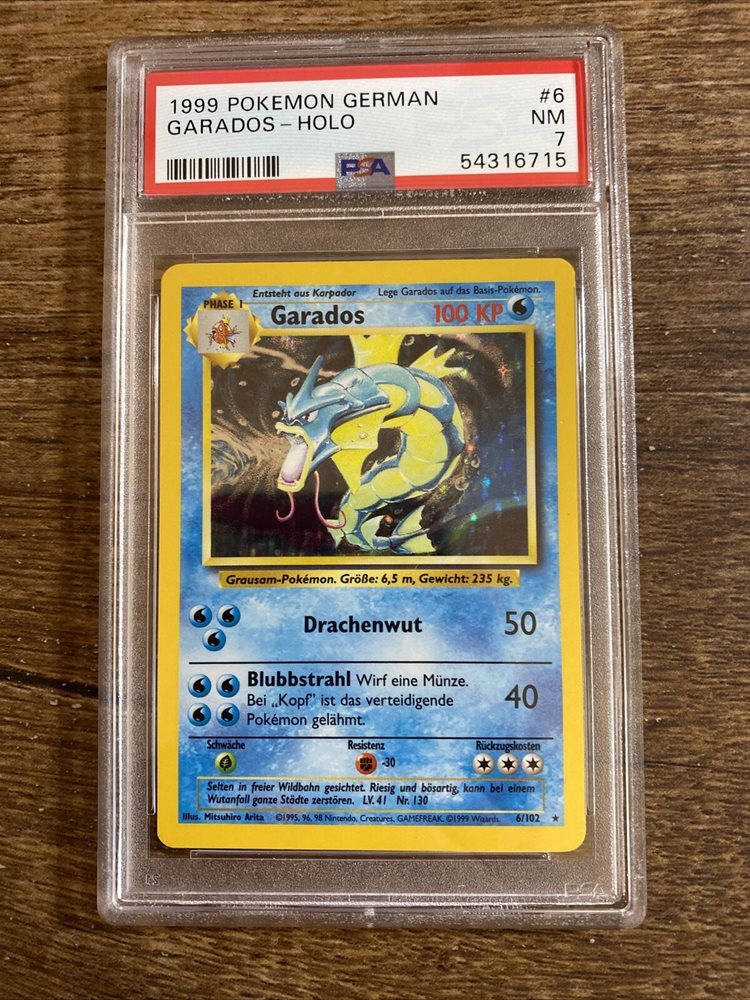 1999 POKEMON GERMAN #6
GARADOS – HOLO NM
7
PSA 54316715
Entsteht aus Karpador Lege Garados auf das Basis-Pokémon.
PHASE 1
Garados 100 KP
Grausam-Pokémon. Größe: 6,5 m, Gewicht: 235 kg.
Drachenwut 50
Blubbstrahl Wirf eine Münze.
Bei „Kopf" ist das verteidigende 40
Pokémon gelähmt.
Schwäche Resistenz Rückzugskosten
-30
Selten in freier Wildbahn gesichtet. Riesig und bösartig, kann bei einem
Wutanfall ganze Städte zerstören. LV. 41 Nr. 130
Illus. Mitsuhiro Arita ©1995, 96, 98 Nintendo, Creatures, GAMEFREAK. ©1999 Wizards. 6/102 ★
PSA